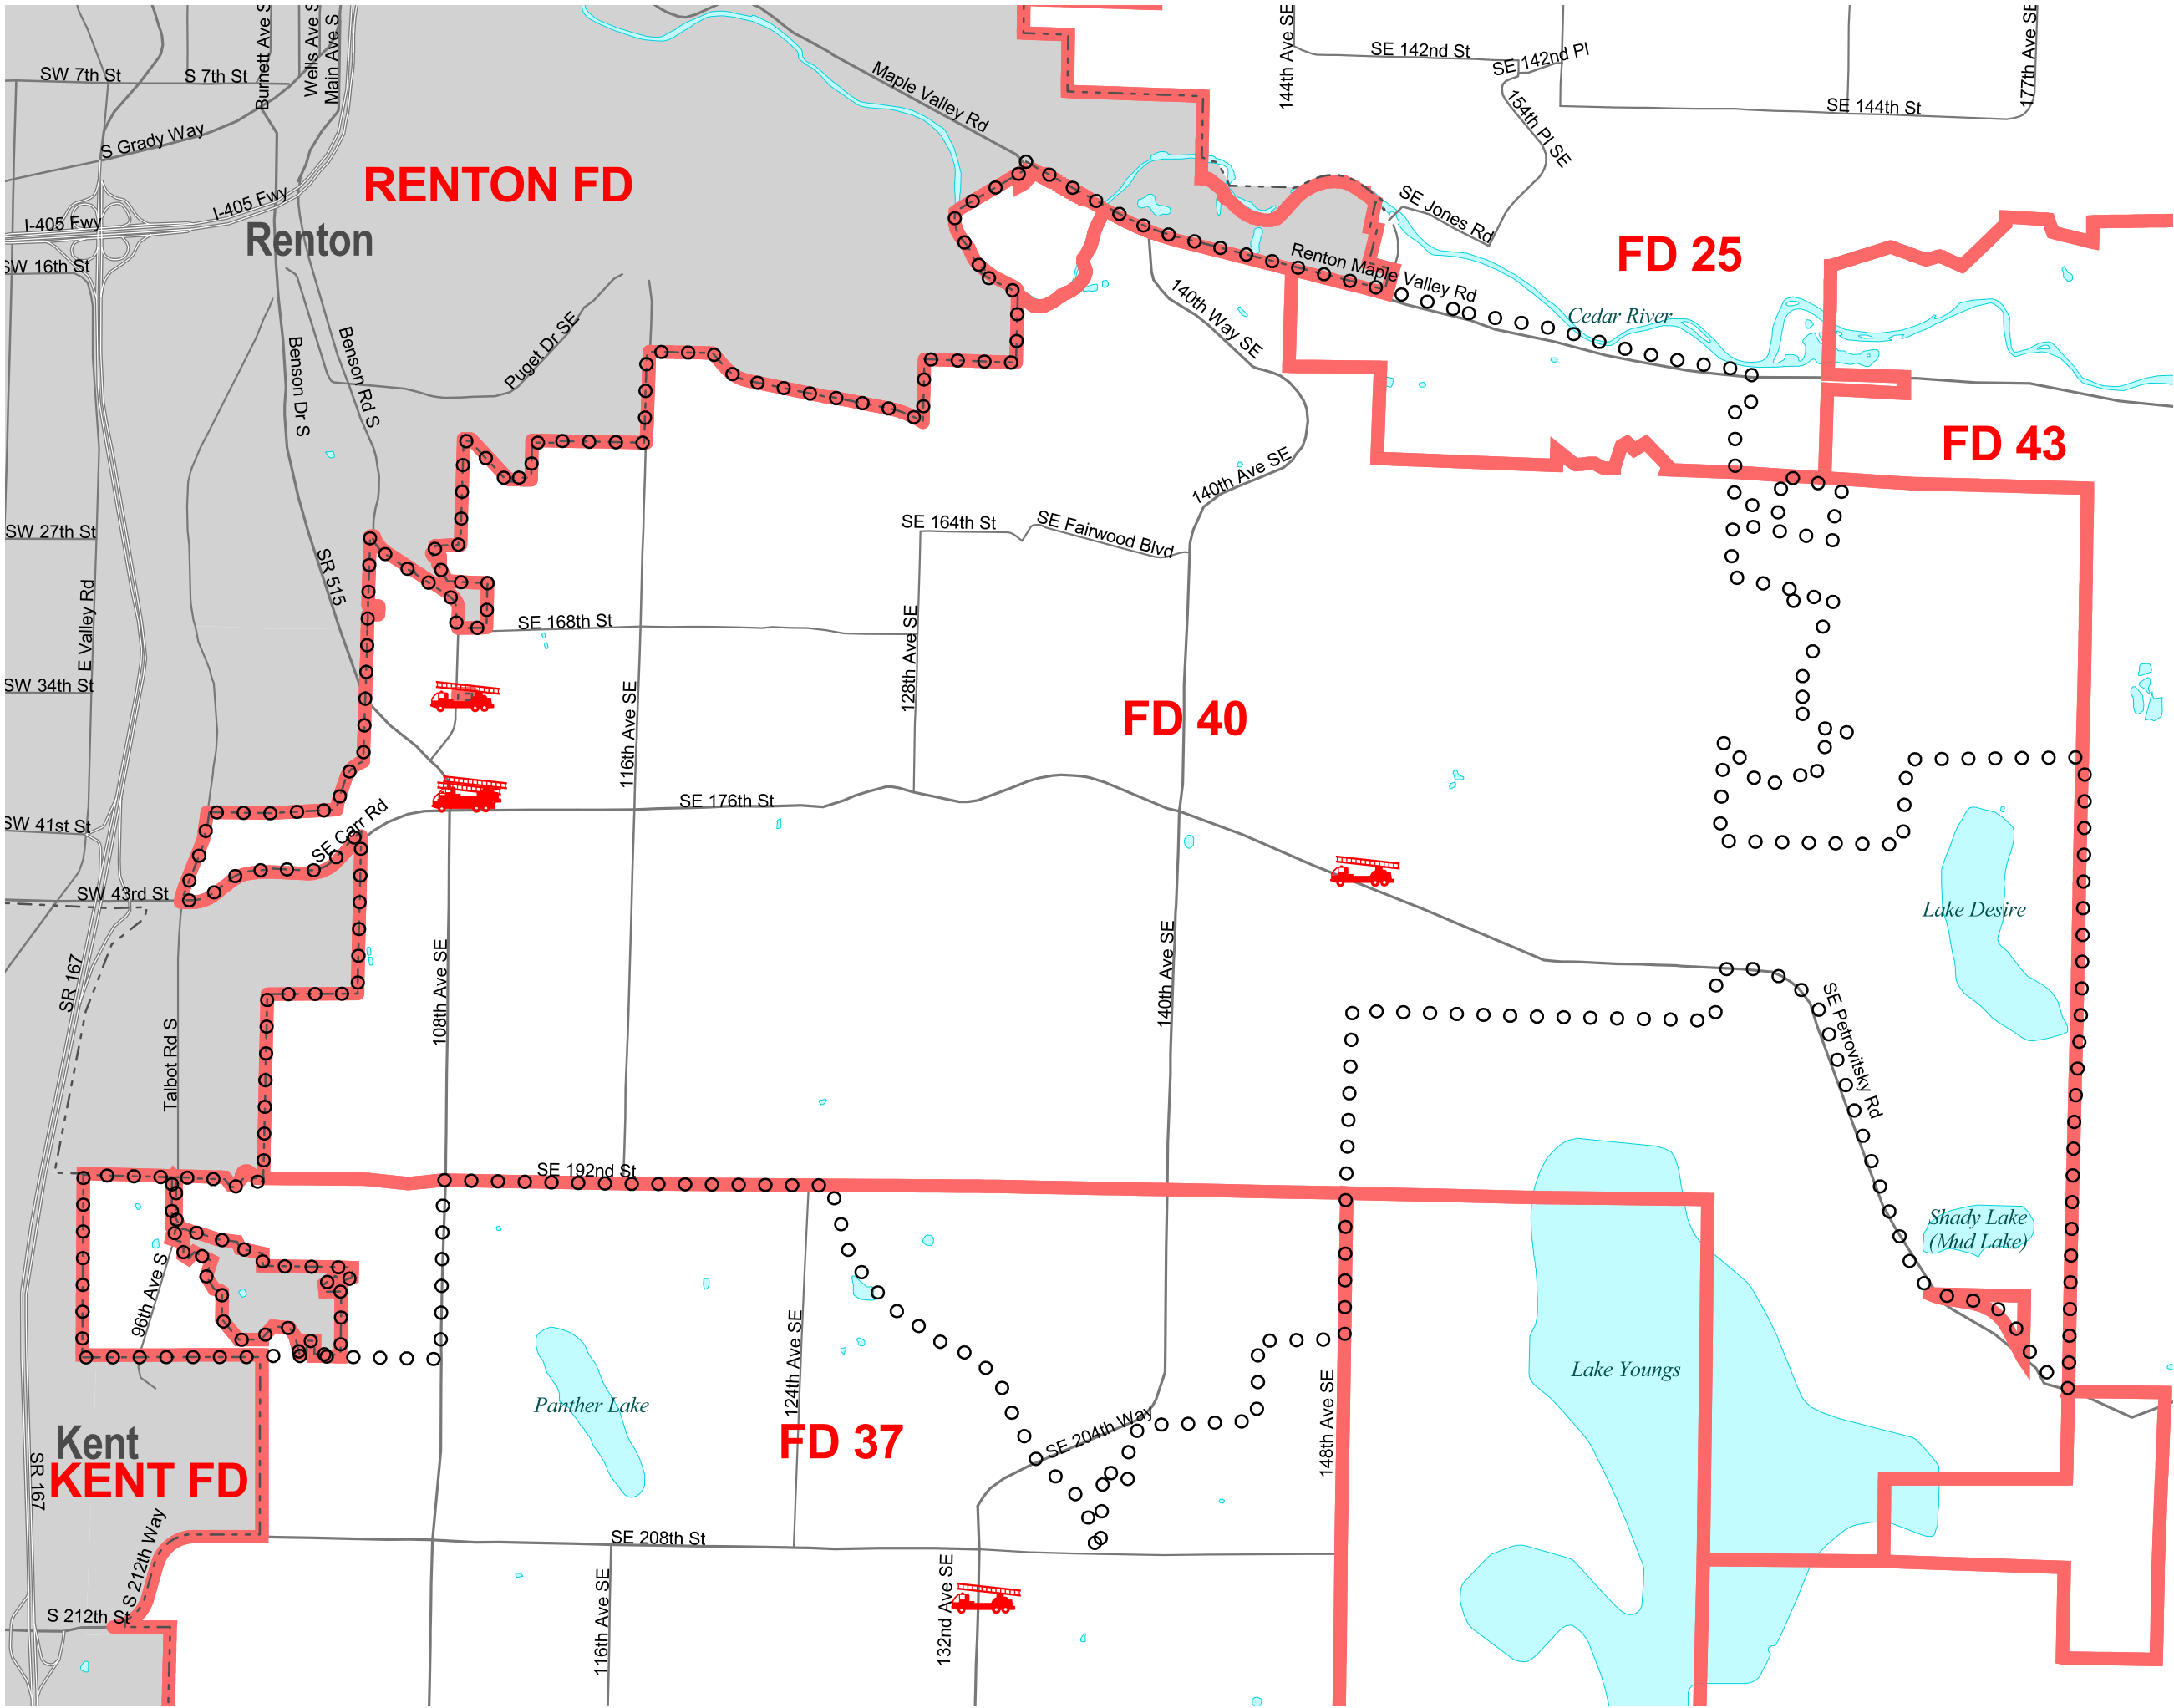 Burnett Ave S
Wells Ave S
Main Ave S
144th Ave SE
SE 142nd St
SE 142nd Pl
177th Ave SE
SW 7th St
S 7th St
Maple Valley Rd
154th Pl SE
SE 144th St
S Grady Way
RENTON FD
I-405 Fwy
I-405 Fwy
Renton
SE Jones Rd
FD 25
SW 16th St
Renton Maple Valley Rd
Cedar River
140th Way SE
Puget Dr SE
Benson Rd S
Benson Dr S
FD 43
140th Ave SE
SE 164th St
SE Fairwood Blvd
SW 27th St
SR 515
E Valley Rd
SE 168th St
128th Ave SE
SW 34th St
116th Ave SE
FD 40
SE 176th St
SW 41st St
SE Carr Rd
SW 43rd St
Lake Desire
SR 167
108th Ave SE
140th Ave SE
SE Petrovitsky Rd
Talbot Rd S
SE 192nd St
Shady Lake
(Mud Lake)
96th Ave S
124th Ave SE
Lake Youngs
Panther Lake
148th Ave SE
SE 204th Way
Kent
FD 37
KENT FD
SR 167
S 212th Way
SE 208th St
116th Ave SE
132nd Ave SE
S 212th St